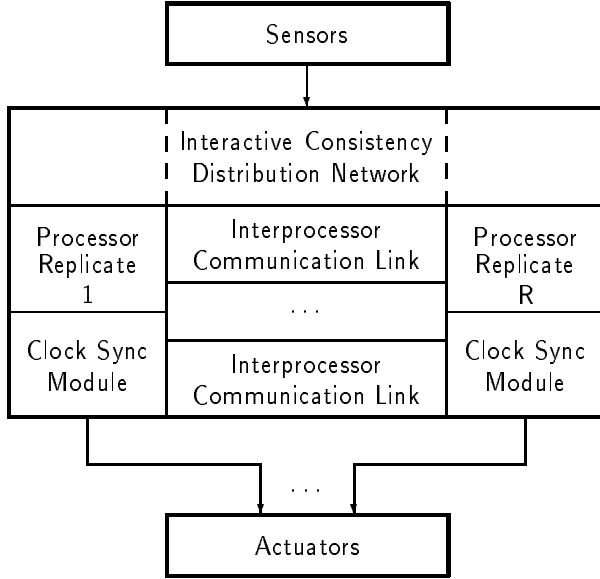 Sensors
Interactive Consistency
Distribution Network
Processor
Replicate
1
Interprocessor
Communication Link
. . .
Interprocessor
Communication Link
Processor
Replicate
R
Clock Sync
Module
Clock Sync
Module
. . .
Actuators